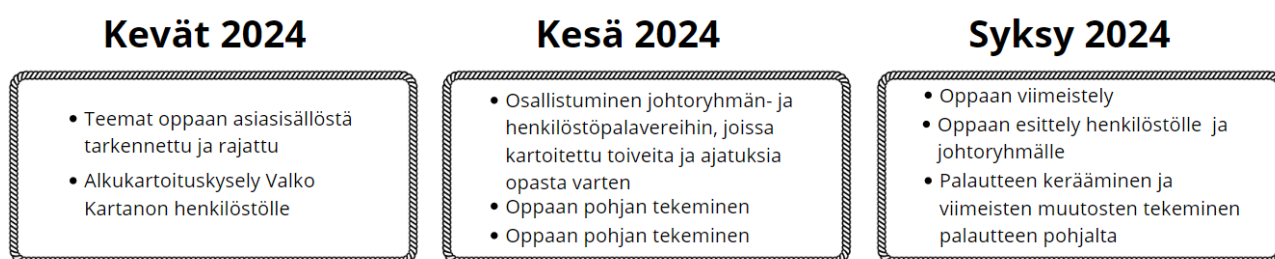 Kevät 2024
• Teemat oppaan asiasisällöstä
tarkennettu ja rajattu
• Alkukartoituskysely Valko
Kartanon henkilöstölle
Kesä 2024
• Osallistuminen johtoryhmän- ja
henkilöstöpalavereihin, joissa
kartoitettu toiveita ja ajatuksia
opasta varten
• Oppaan pohjan tekeminen
• Oppaan pohjan tekeminen
Syksy 2024
• Oppaan viimeistely
• Oppaan esittely henkilöstölle ja
johtoryhmälle
• Palautteen kerääminen ja
viimeisten muutosten tekeminen
palautteen pohjalta